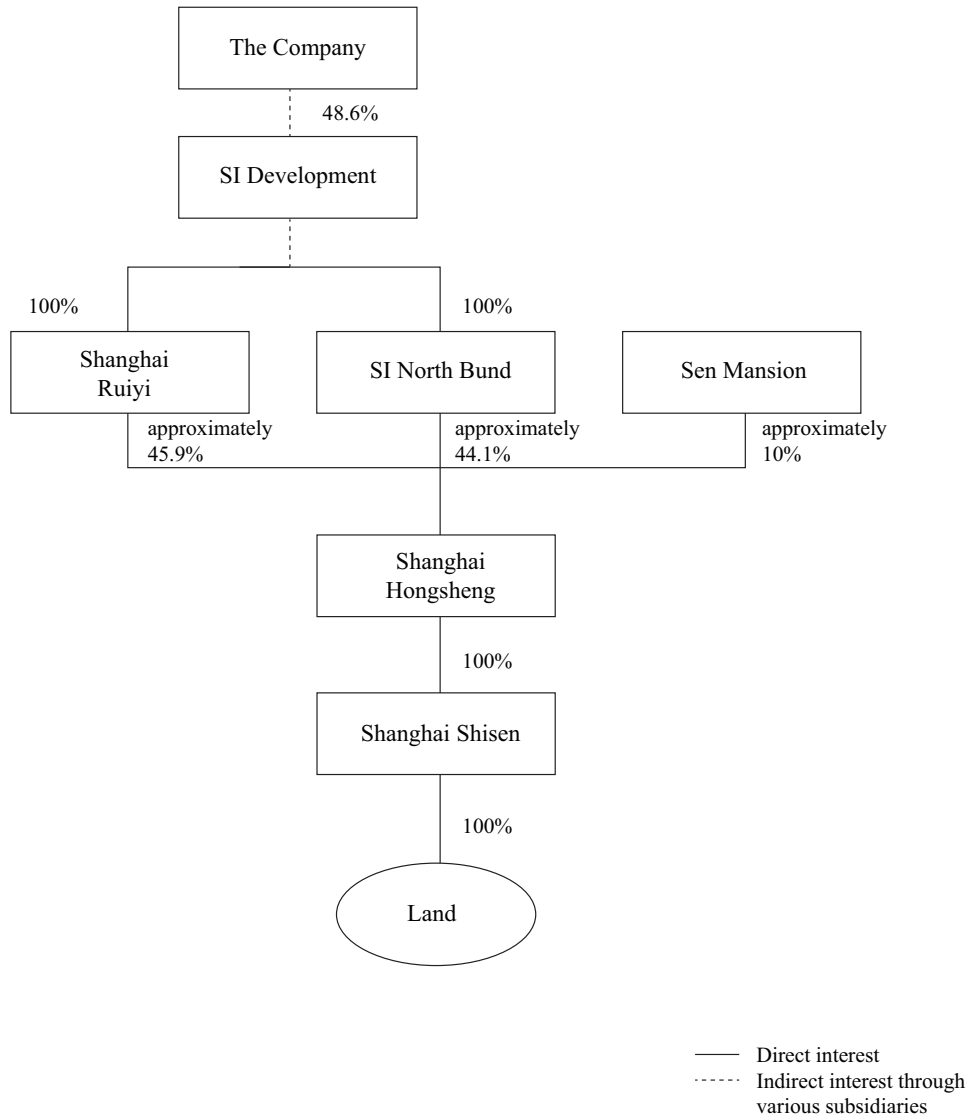 The Company
48.6%
SI Development
100%
100%
Shanghai
Ruiyi
SI North Bund
Sen Mansion
approximately
45.9%
approximately
44.1%
approximately
10%
Shanghai
Hongsheng
100%
Shanghai Shisen
100%
Land
Direct interest
Indirect interest through
various subsidiaries